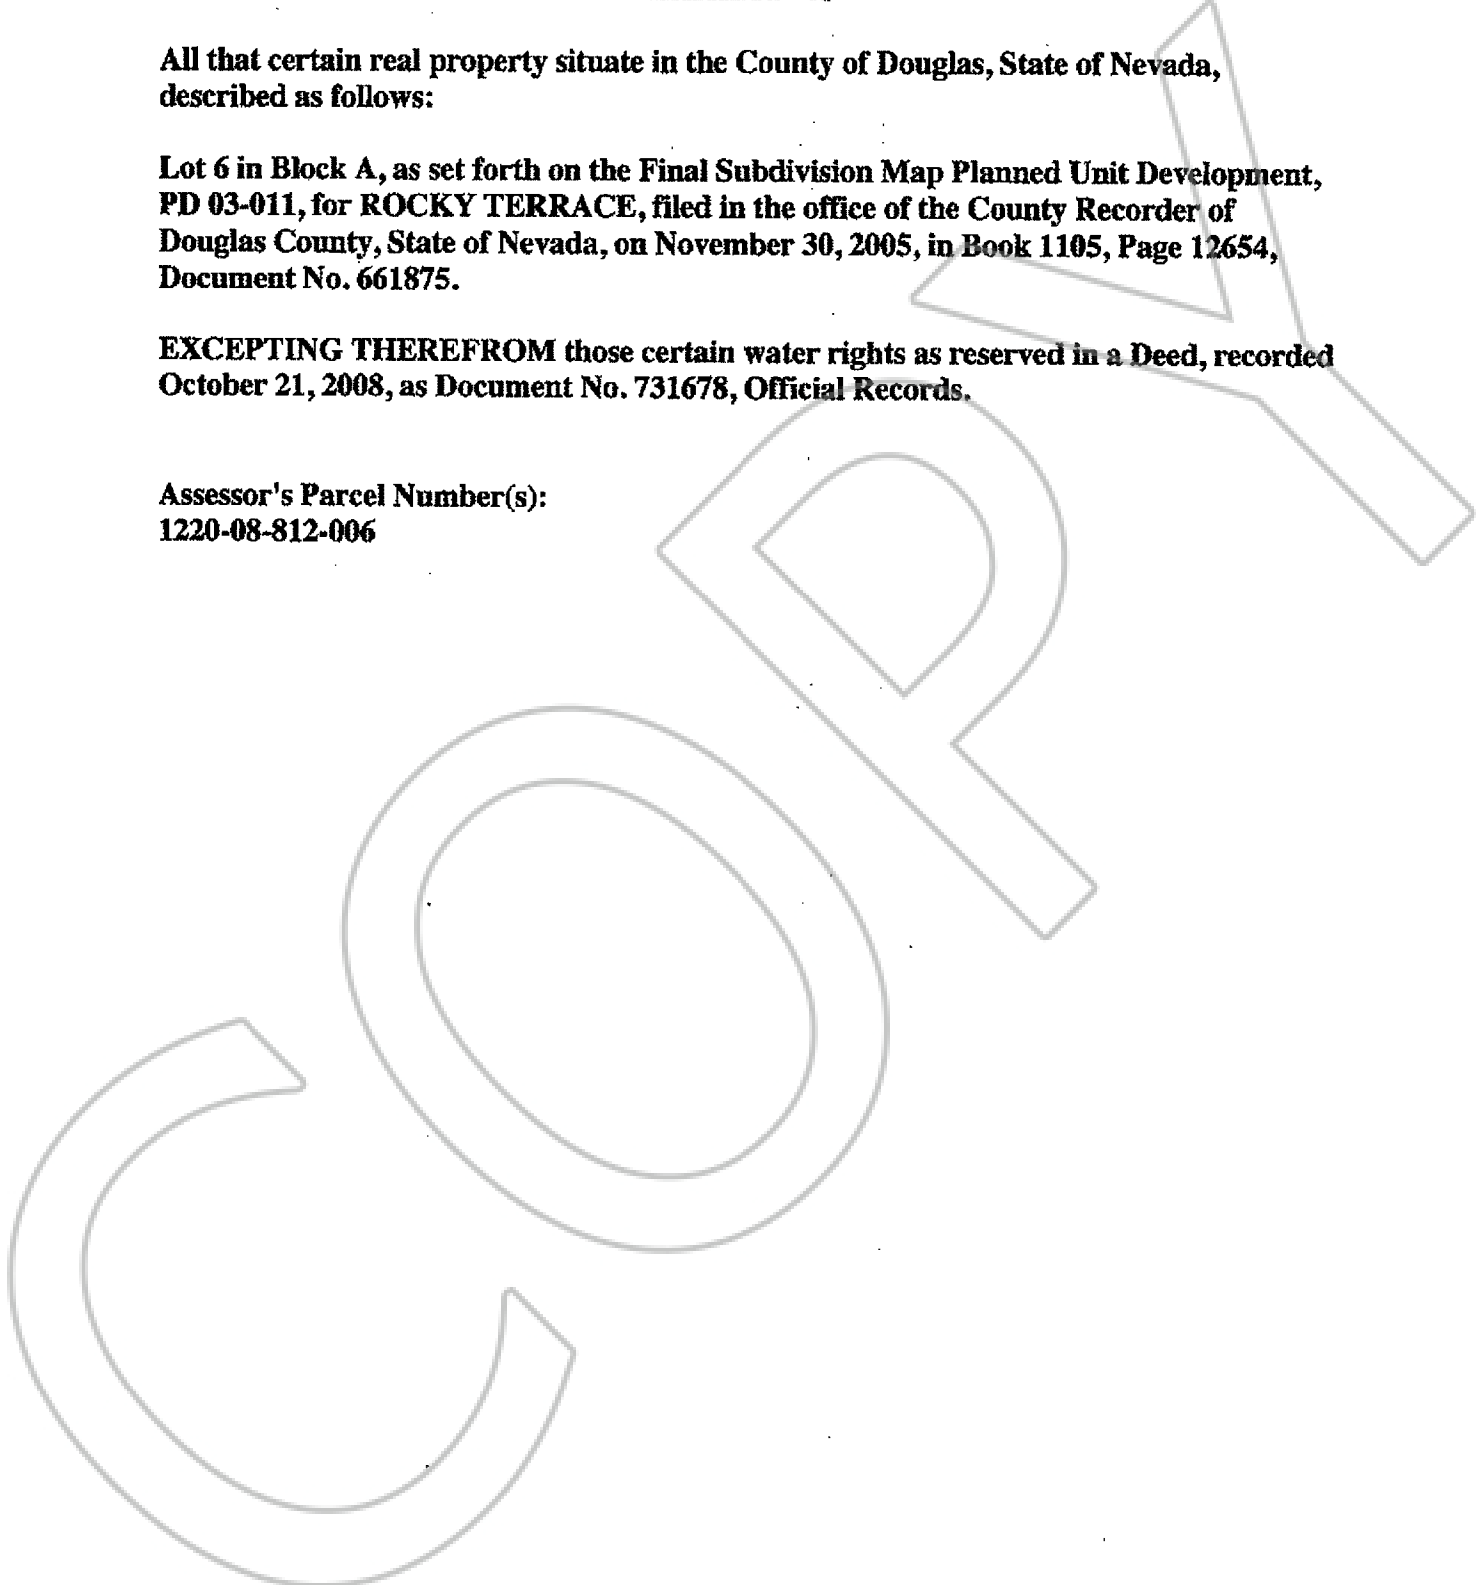 All that certain real property situate in the County of Douglas, State of Nevada,
described as follows:
Lot 6 in Block A, as set forth on the Final Subdivision Map Planned Unit Development,
PD 03-011, for ROCKY TERRACE, filed in the office of the County Recorder of
Douglas County, State of Nevada, on November 30, 2005, in Book 1105, Page 12654,
Document No. 661875.
EXCEPTING THEREFROM those certain water rights as reserved in a Deed, recorded
October 21, 2008, as Document No. 731678, Official Records.
Assessor's Parcel Number(s):
1220-08-812-006
COPY